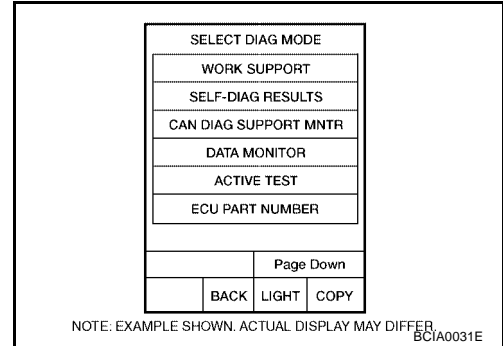 SELECT DIAG MODE
WORK SUPPORT
SELF-DIAG RESULTS
CAN DIAG SUPPORT MNTR
DATA MONITOR
ACTIVE TEST
ECU PART NUMBER
Page Down
BACK LIGHT COPY
NOTE: EXAMPLE SHOWN. ACTUAL DISPLAY MAY DIFFER.
BCIA0031E